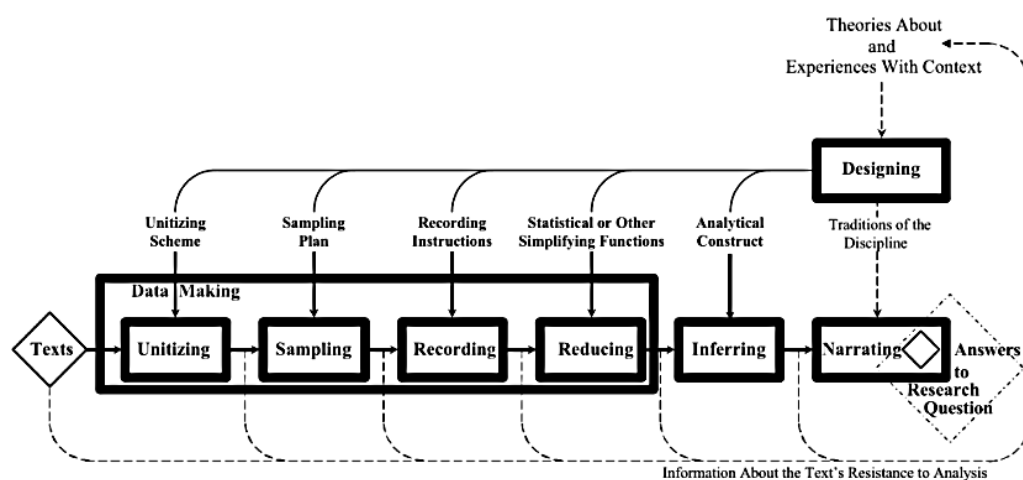 Theories About
and
Experiences With Context
Designing
Unitizing
Scheme
Sampling
Plan
Recording
Instructions
Statistical or Other
Simplifying Functions
Analytical
Construct
Traditions of the
Discipline
Data Making
Texts
Unitizing
Sampling
Recording
Reducing
Inferring
Narrating
Answers
to
Research
Question
Information About the Text's Resistance to Analysis